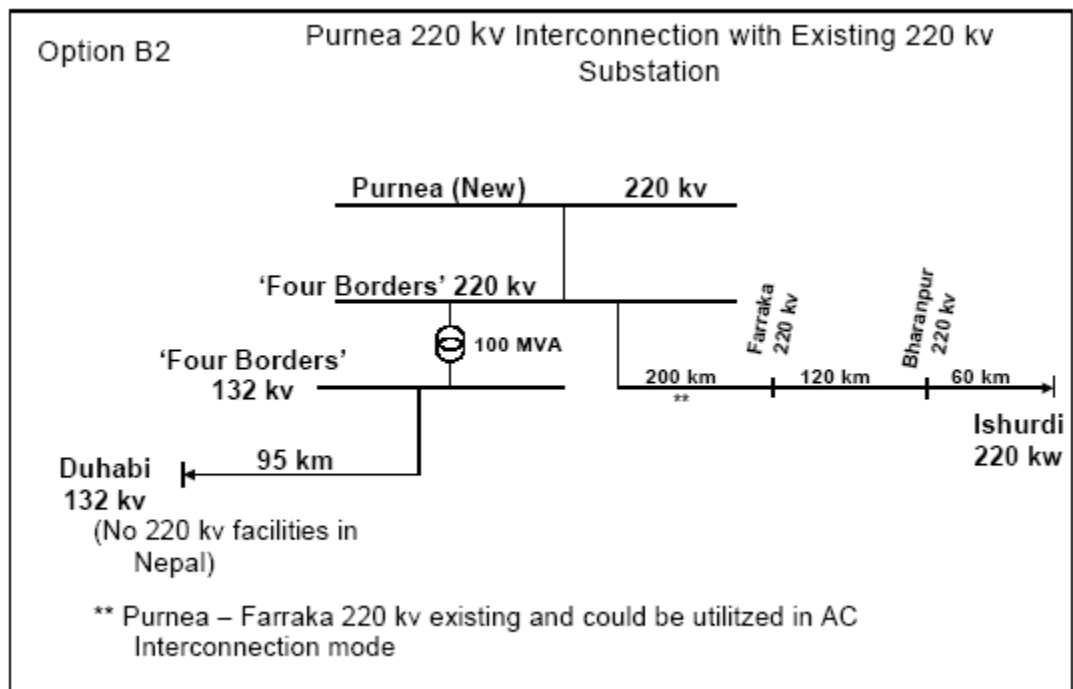 Option B2
Purnea 220 kv Interconnection with Existing 220 kv
Substation
Purnea (New) 220 kv
'Four Borders' 220 kv
100 MVA
'Four Borders'
132 kv
Farraka
220 kv
Bharanpur
220 kv
200 km
**
120 km
60 km
Ishurdi
220 kw
95 km
Duhabi
132 kv
(No 220 kv facilities in
Nepal)
** Purnea – Farraka 220 kv existing and could be utilitzed in AC
Interconnection mode